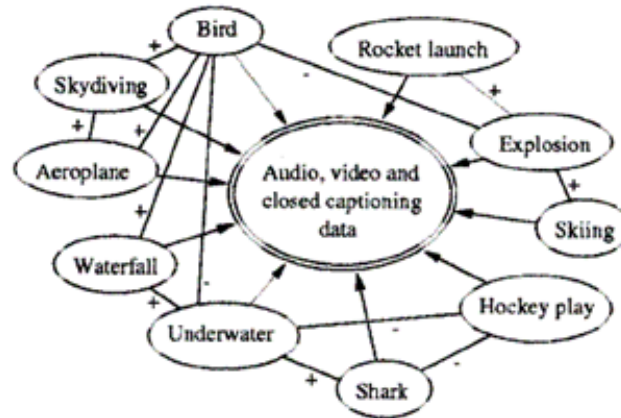 Bird
Rocket launch
+
-
Skydiving
+
+
+
Explosion
Aeroplane
Audio, video and
closed captioning
data
+
+
Skiing
Waterfall
+
-
Hockey play
Underwater
-
+
-
Shark